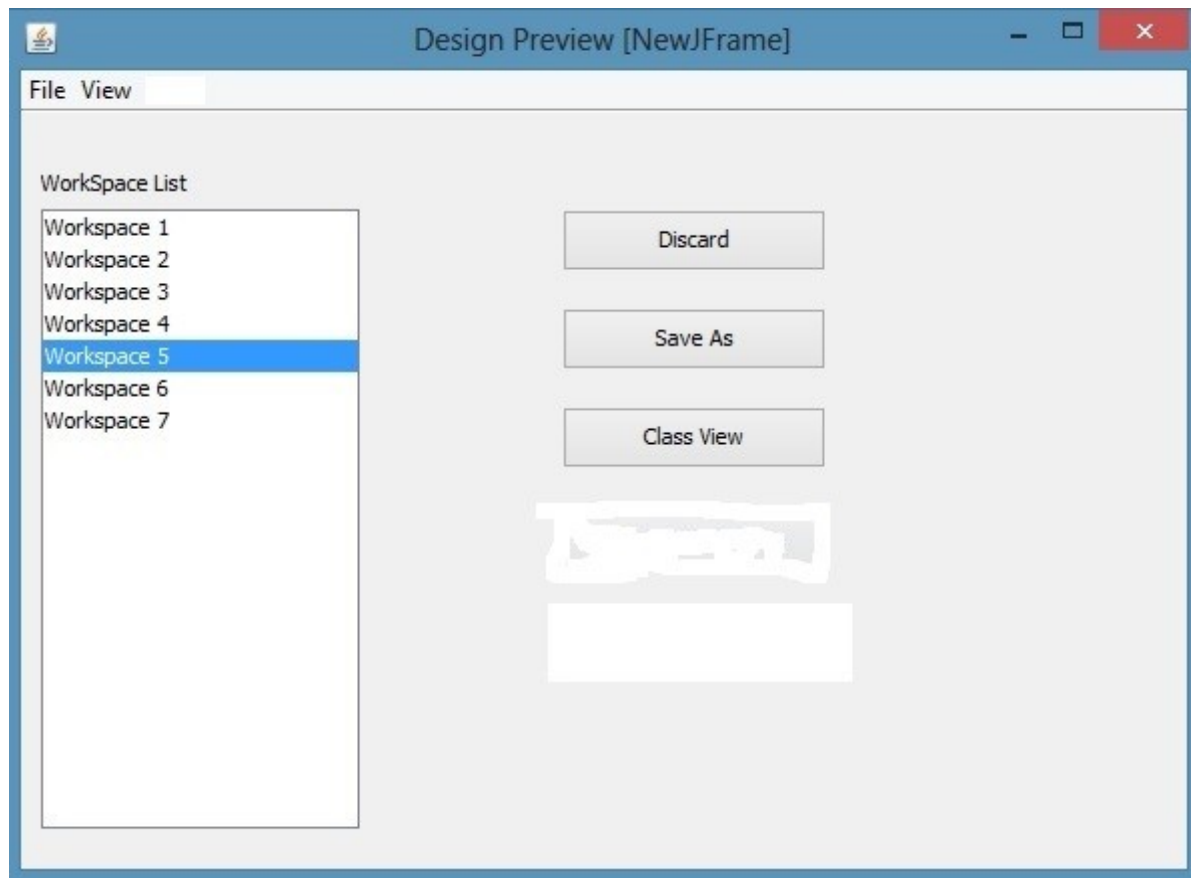 Design Preview [NewJFrame]
File View
WorkSpace List
Workspace 1
Workspace 2
Workspace 3
Workspace 4
Workspace 5
Workspace 6
Workspace 7
Discard
Save As
Class View